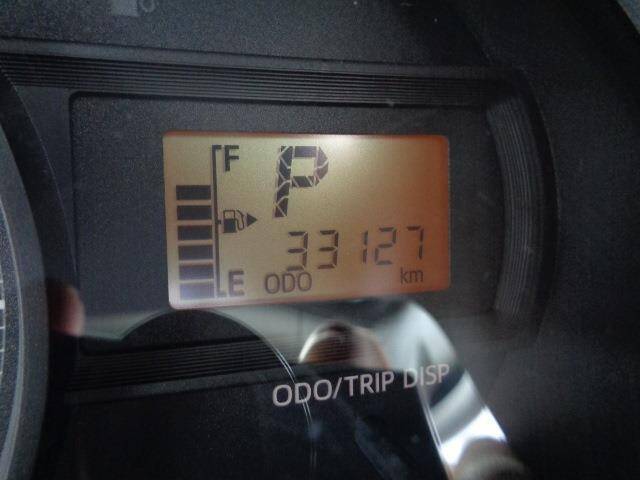 F P
33127
E ODO km
ODO/TRIP DISP